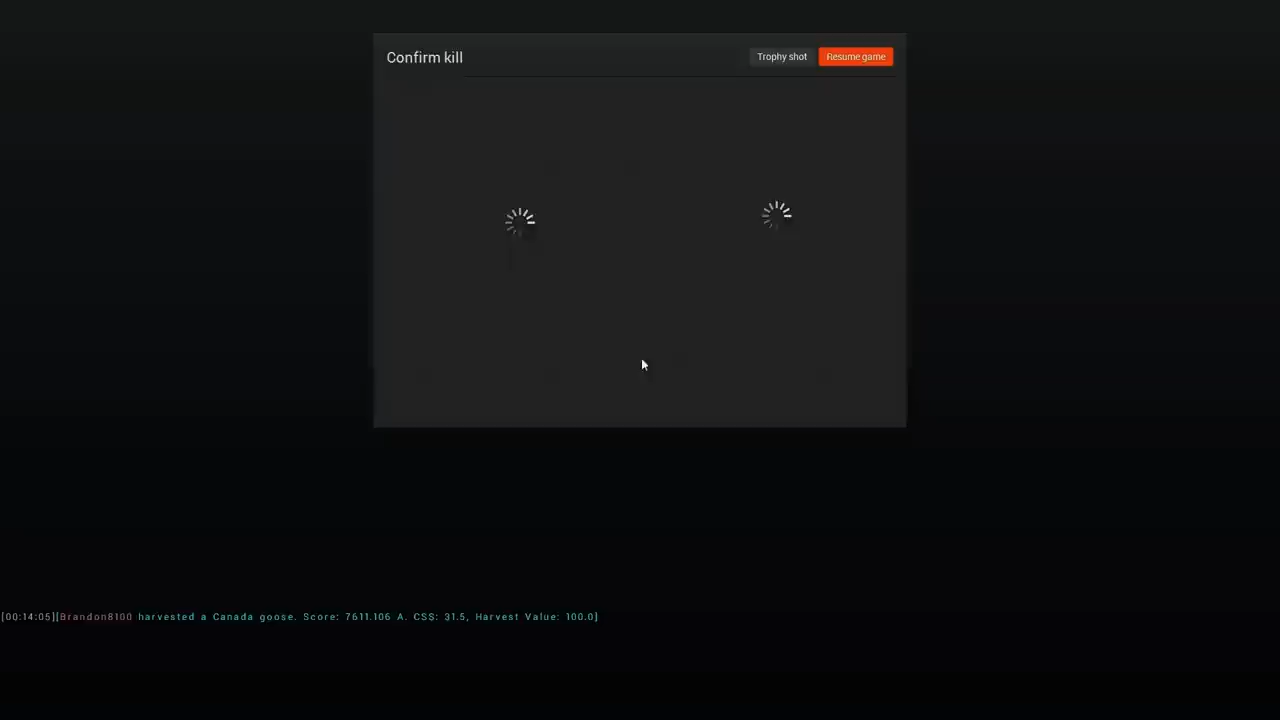 Confirm kill
Trophy shot
Resume game
[00:14:05][Brandon8100 harvested a Canada goose. Score: 7611.106 A. CSS: 31.5, Harvest Value: 100.0]